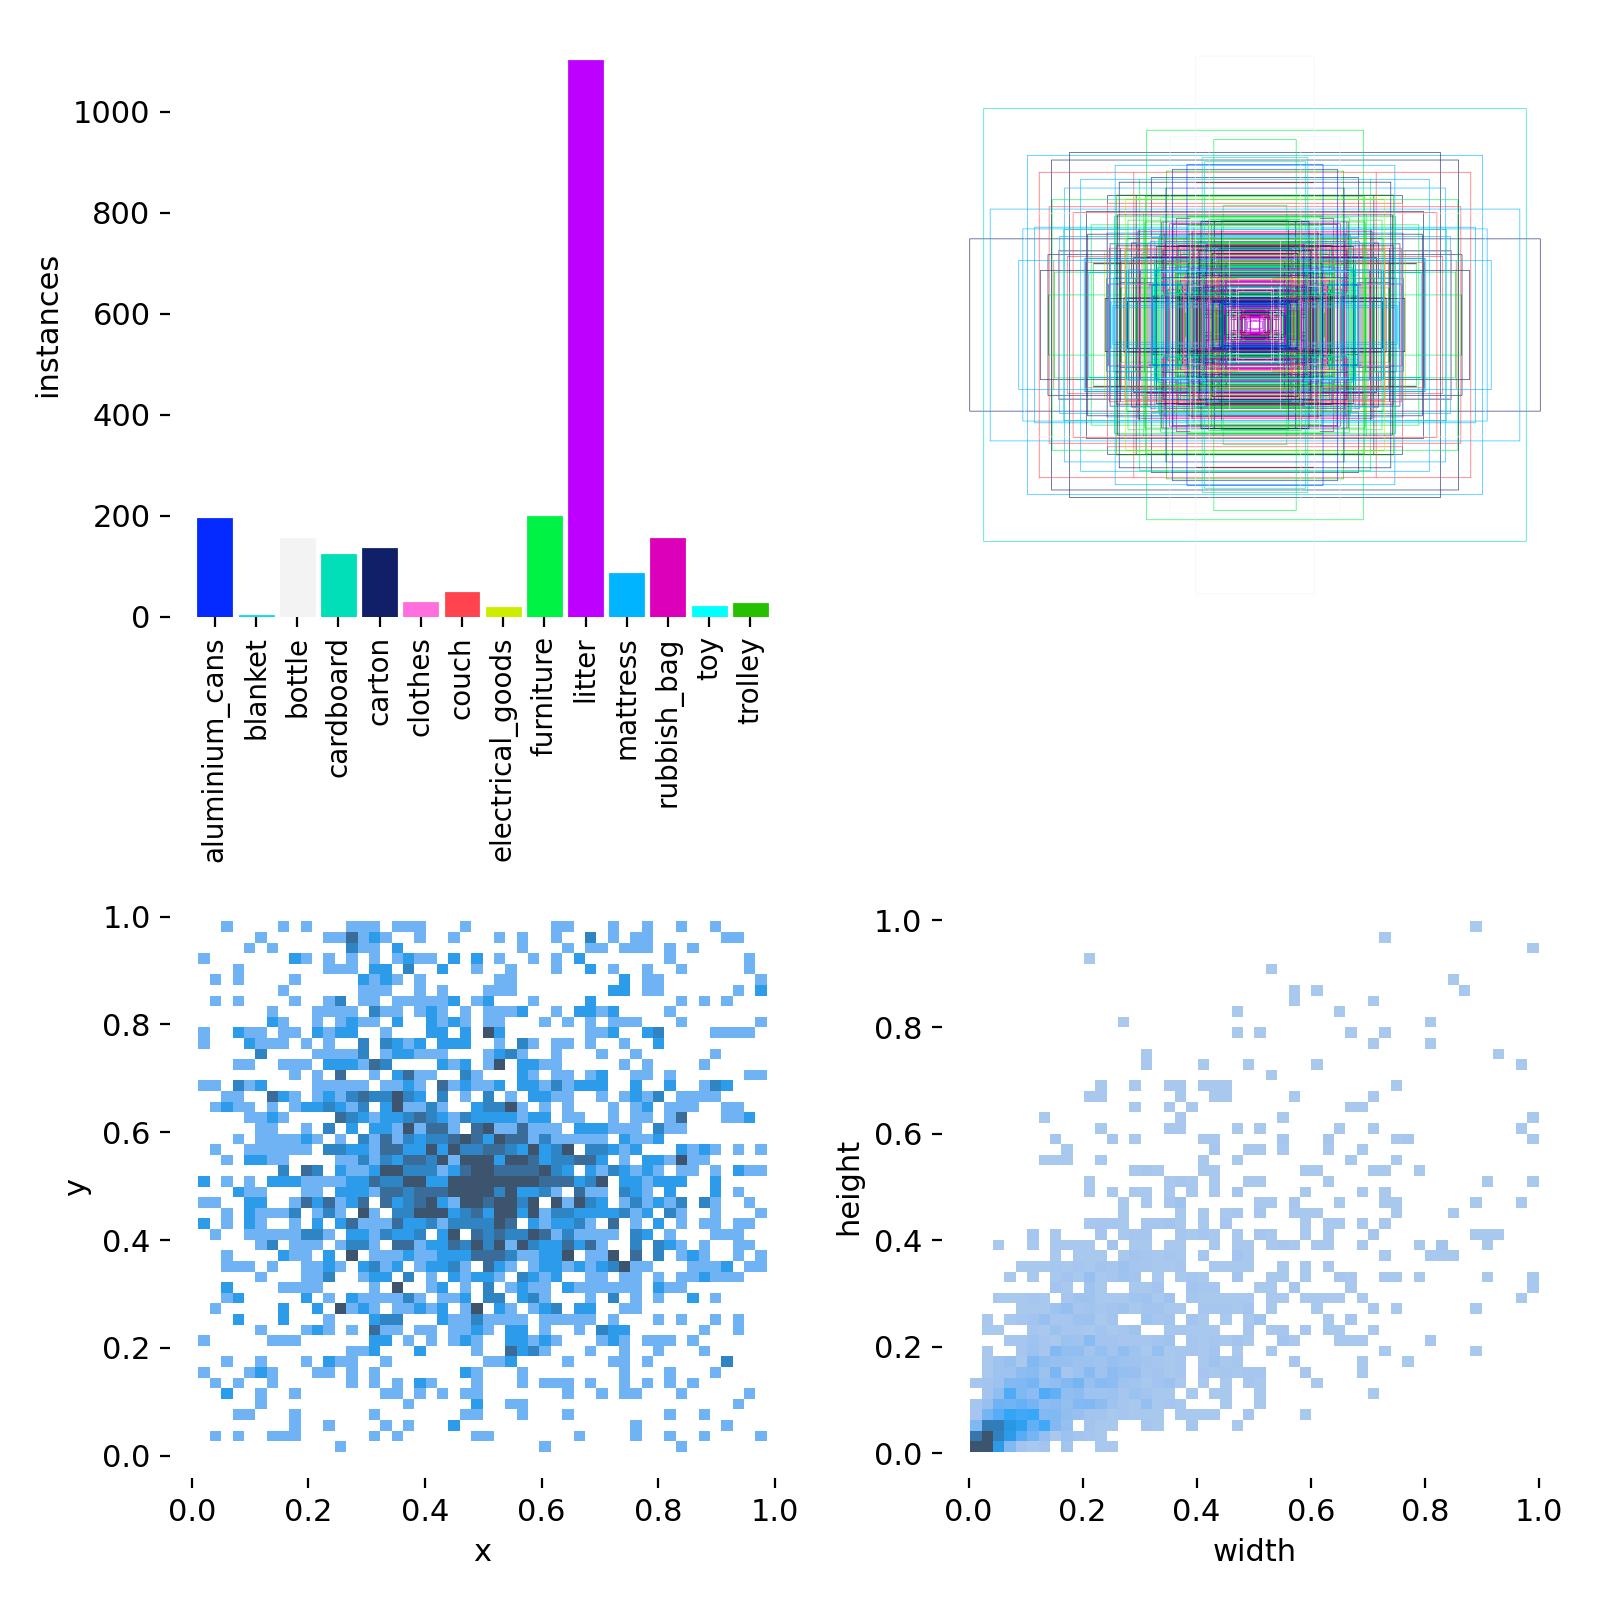 instances
1000
800
600
400
200
0
aluminium_cans
blanket
bottle
cardboard
carton
clothes
couch
electrical_goods
furniture
litter
mattress
rubbish_bag
toy
trolley
y
1.0
0.8
0.6
0.4
0.2
0.0
0.0 0.2 0.4 0.6 0.8 1.0
x
height
1.0
0.8
0.6
0.4
0.2
0.0
0.0 0.2 0.4 0.6 0.8 1.0
width